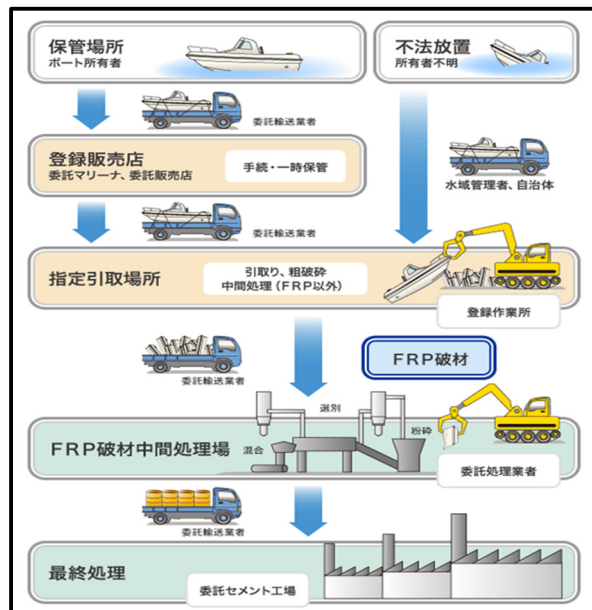 保管場所
ボート所有者
不法放置
所有者不明
委託輸送業者
登録販売店
委託マリーナ、委託販売店
手続・一時保管
水域管理者、自治体
委託輸送業者
指定引取場所
引取り、粗破砕
中間処理(FRP以外)
登録作業所
FRP破材
委託輸送業者
選別
粉砕
混合
FRP破材中間処理場
委託処理業者
委託輸送業者
最終処理
委託セメント工場